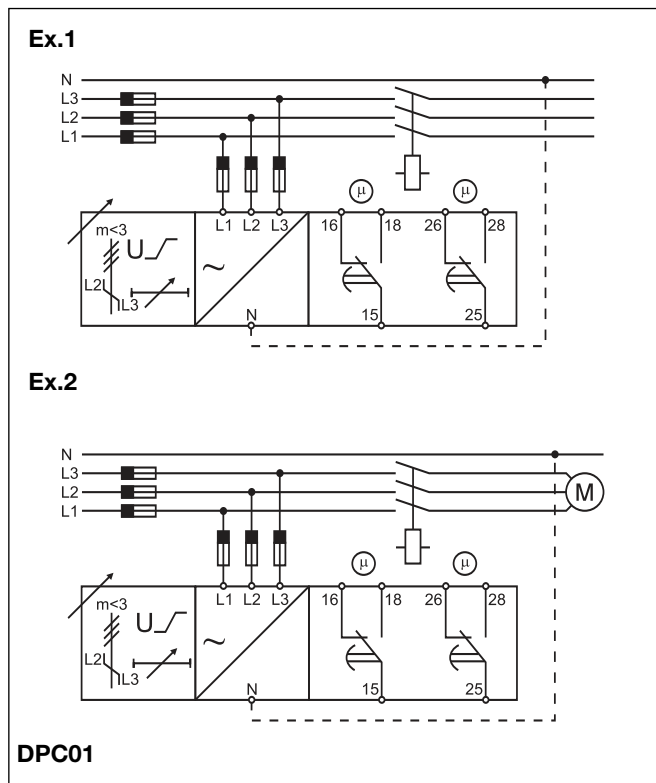 Ex.1
N
L3
L2
L1
μ μ
L1 L2 L3 16 18 26 28
m<3
U
~
L2 L3
N 15 25
Ex.2
N
L3
L2
L1
M
μ μ
L1 L2 L3 16 18 26 28
m<3
U
~
L2 L3
N 15 25
DPC01